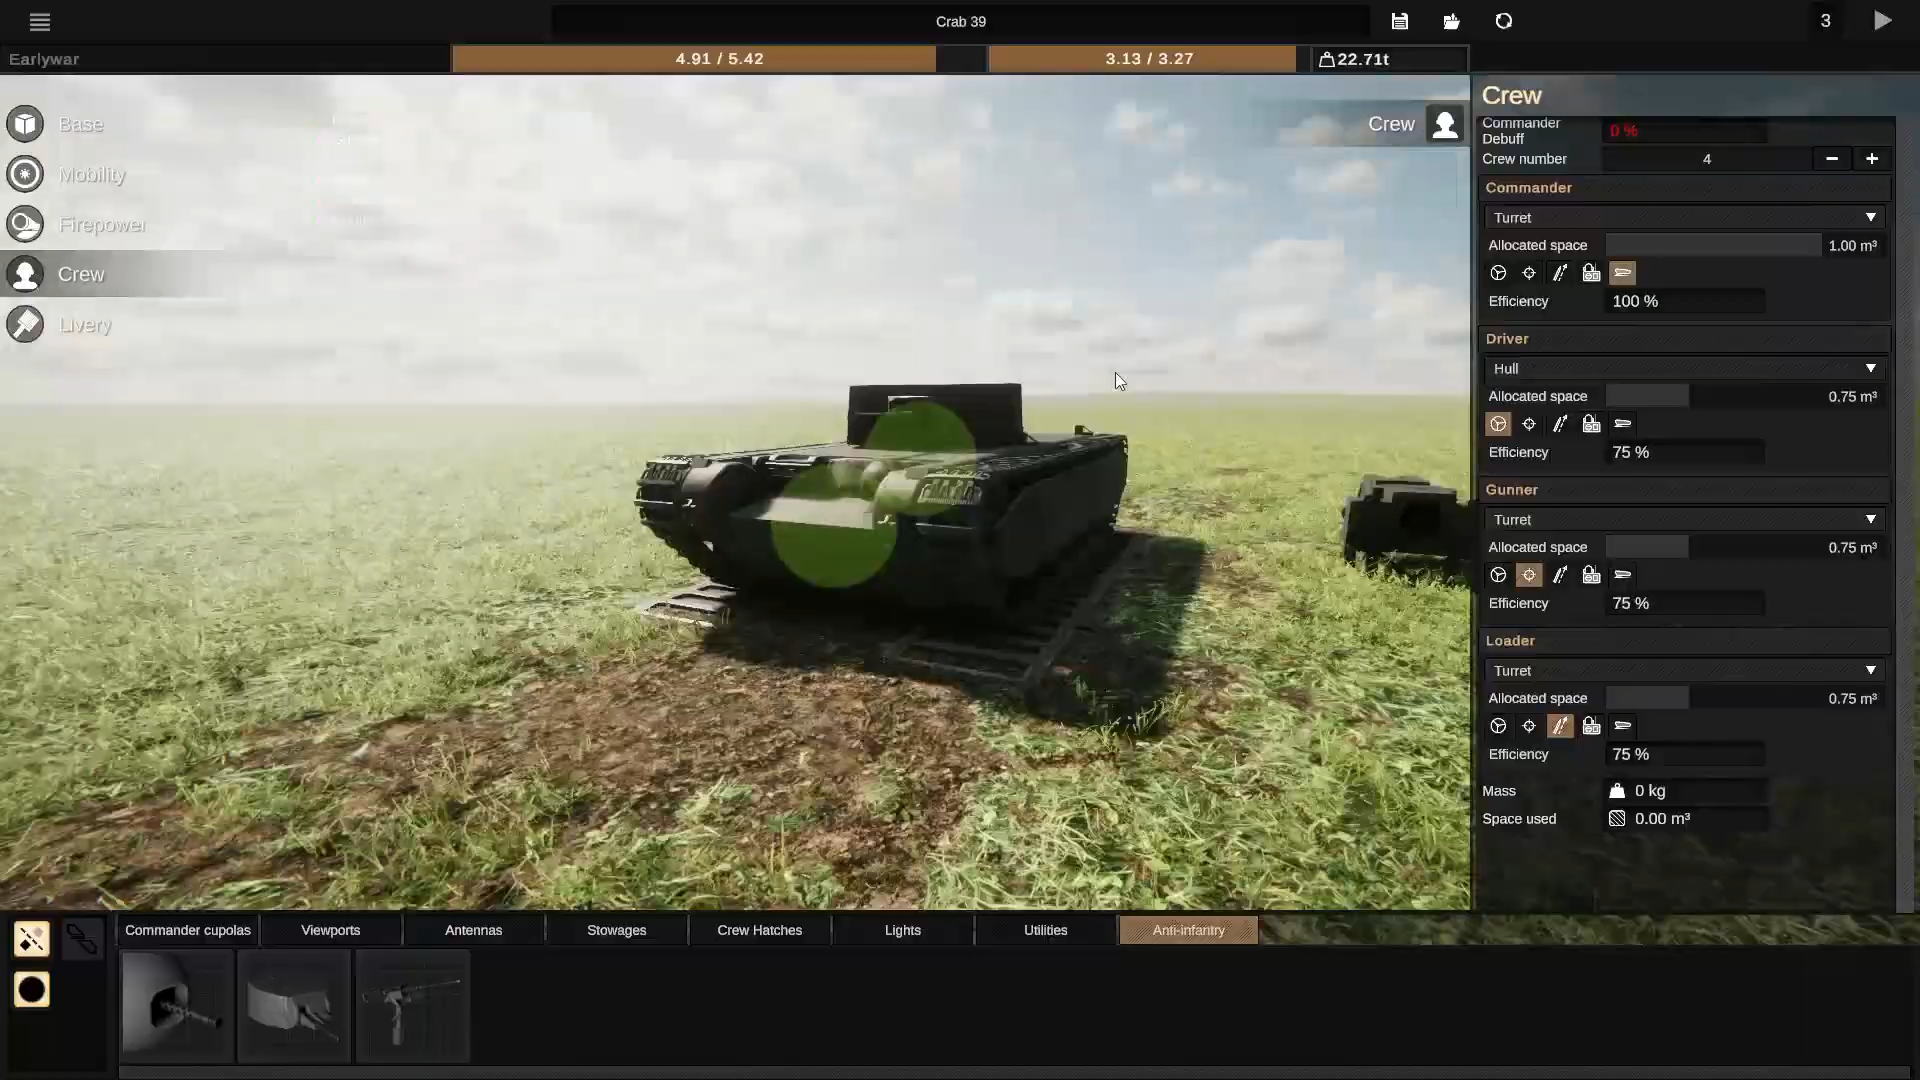 Crab 39
3
Earlywar
4.91 / 5.42
3.13 / 3.27
22.71t
Base
Mobility
Firepower
Crew
Livery
Crew
Crew
Commander Debuff
0 %
Crew number
4
Commander
Turret
Allocated space
1.00 m³
Efficiency
100 %
Driver
Hull
Allocated space
0.75 m³
Efficiency
75 %
Gunner
Turret
Allocated space
0.75 m³
Efficiency
75 %
Loader
Turret
Allocated space
0.75 m³
Efficiency
75 %
Mass
0 kg
Space used
0.00 m³
Commander cupolas
Viewports
Antennas
Stowages
Crew Hatches
Lights
Utilities
Anti-infantry